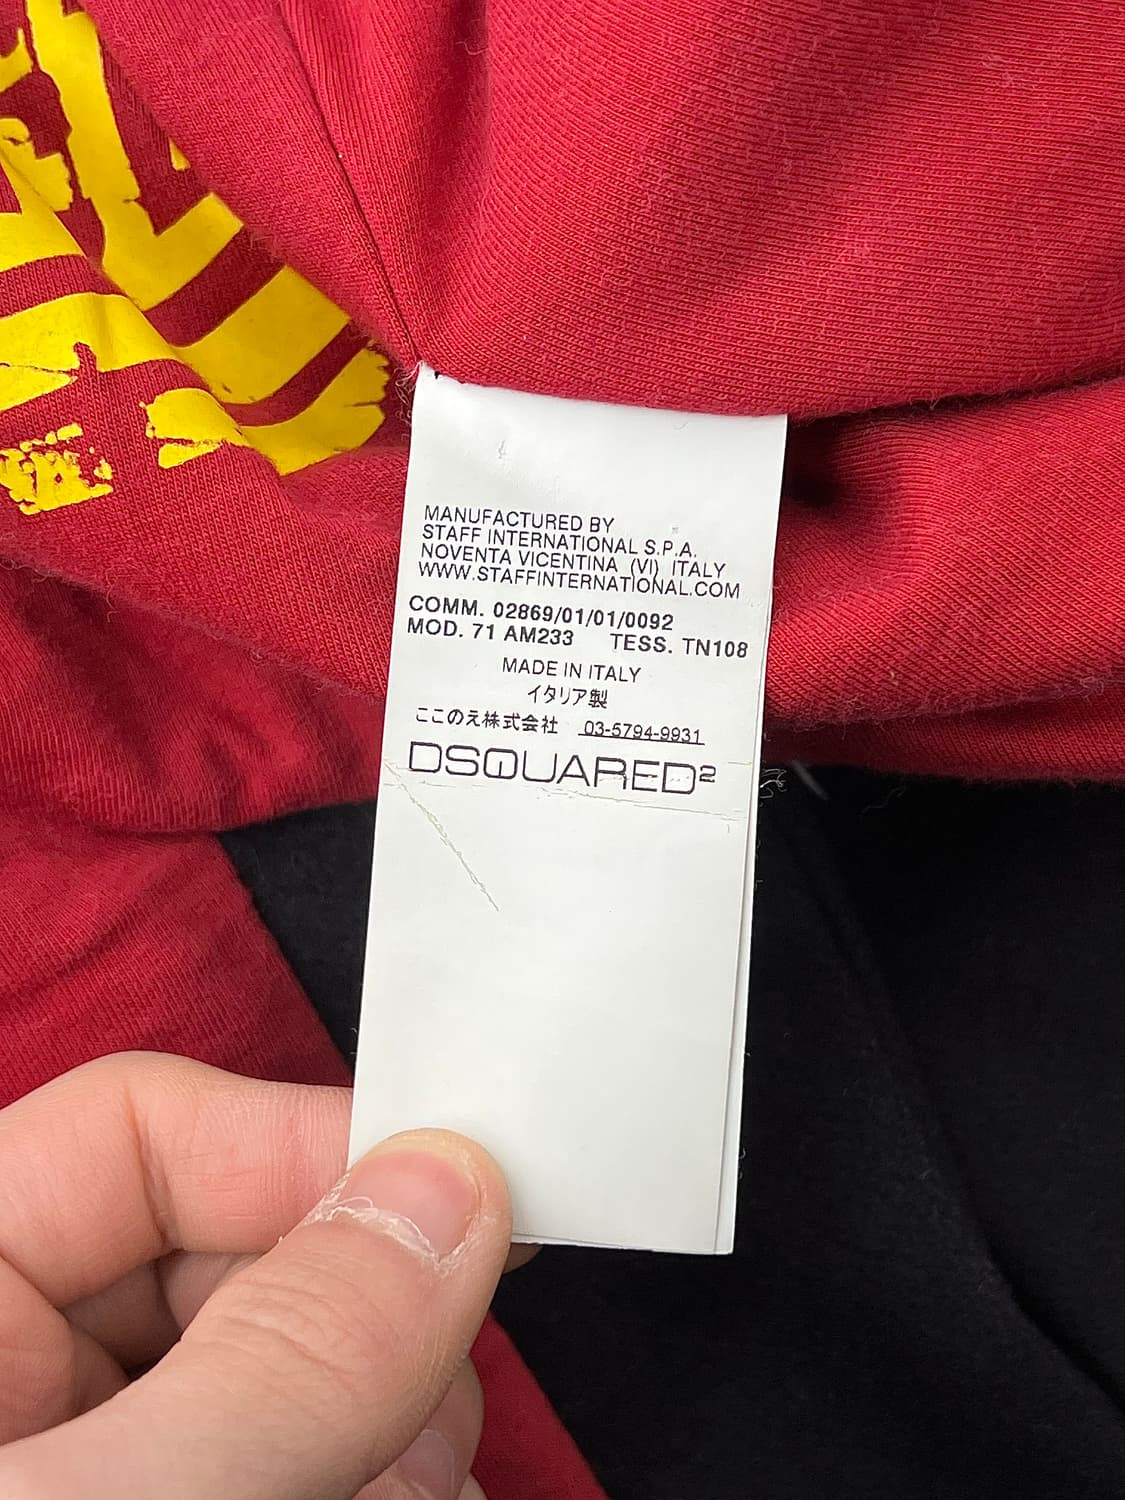 MANUFACTURED BY
STAFF INTERNATIONAL S.P.A.
NOVENTA VICENTINA (VI) ITALY
WWW.STAFFINTERNATIONAL.COM
COMM. 02869/01/01/0092
MOD. 71 AM233 TESS. TN108
MADE IN ITALY
イタリア製
ここのえ株式会社 03-5794-9931
DSQUARED2